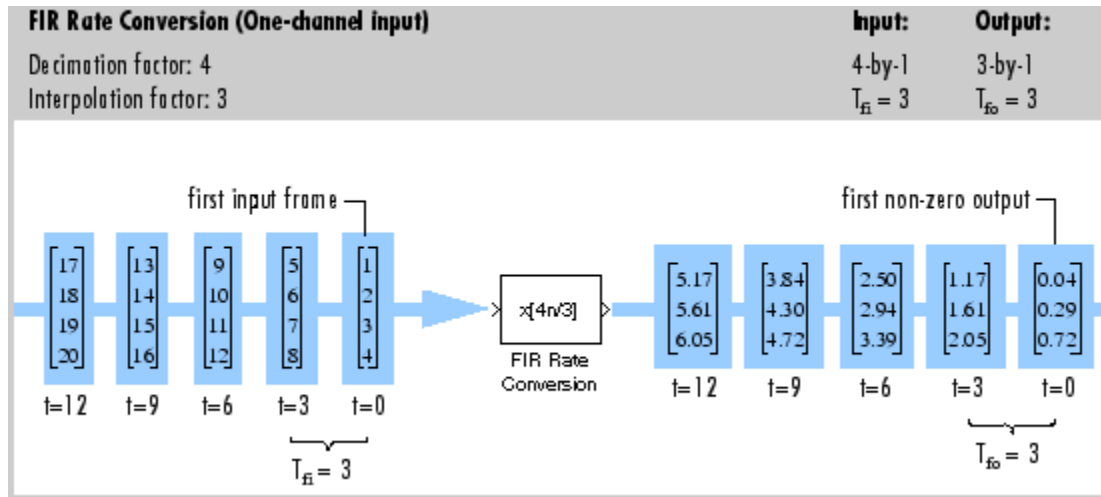 FIR Rate Conversion (One-channel input) Input: Output:
Decimation factor: 4 4-by-1 3-by-1
Interpolation factor: 3 Tfi = 3 Tfo = 3
first input frame first non-zero output
17 13 9 5 1 5.17 3.84 2.50 1.17 0.04
18 14 10 6 2 5.61 4.30 2.94 1.61 0.29
19 15 11 7 3 6.05 4.72 3.39 2.05 0.72
20 16 12 8 4
x[4n/3]
FIR Rate
Conversion
t=12 t=9 t=6 t=3 t=0 t=12 t=9 t=6 t=3 t=0
Tfi = 3 Tfo = 3